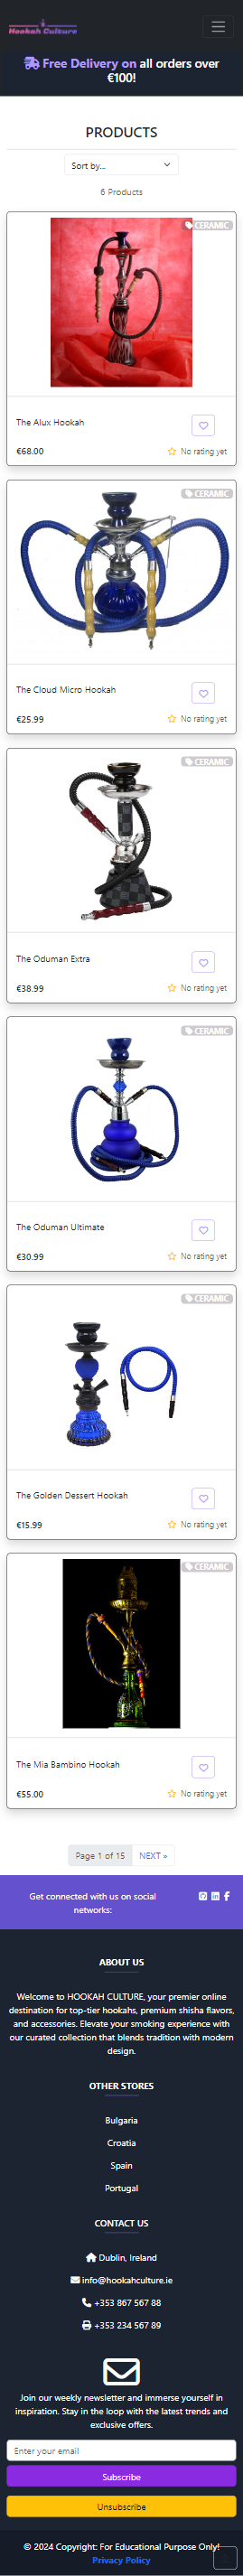 Hookah Culture
Free Delivery on all orders over
€100!
PRODUCTS
Sort by...
6 Products
CERAMIC
The Alux Hookah
€68.00
No rating yet
CERAMIC
The Cloud Micro Hookah
€25.99
No rating yet
CERAMIC
The Oduman Extra
€38.99
No rating yet
CERAMIC
The Oduman Ultimate
€30.99
No rating yet
CERAMIC
The Golden Dessert Hookah
€15.99
No rating yet
CERAMIC
The Mia Bambino Hookah
€55.00
No rating yet
Page 1 of 15 NEXT »
Get connected with us on social
networks:
ABOUT US
Welcome to HOOKAH CULTURE, your premier online
destination for top-tier hookahs, premium shisha flavors,
and accessories. Elevate your smoking experience with
our curated collection that blends tradition with modern
design.
OTHER STORES
Bulgaria
Croatia
Spain
Portugal
CONTACT US
Dublin, Ireland
info@hookahculture.ie
+353 867 567 88
+353 234 567 89
Join our weekly newsletter and immerse yourself in
inspiration. Stay in the loop with the latest trends and
exclusive offers.
Enter your email
Subscribe
Unsubscribe
© 2024 Copyright: For Educational Purpose Only!
Privacy Policy